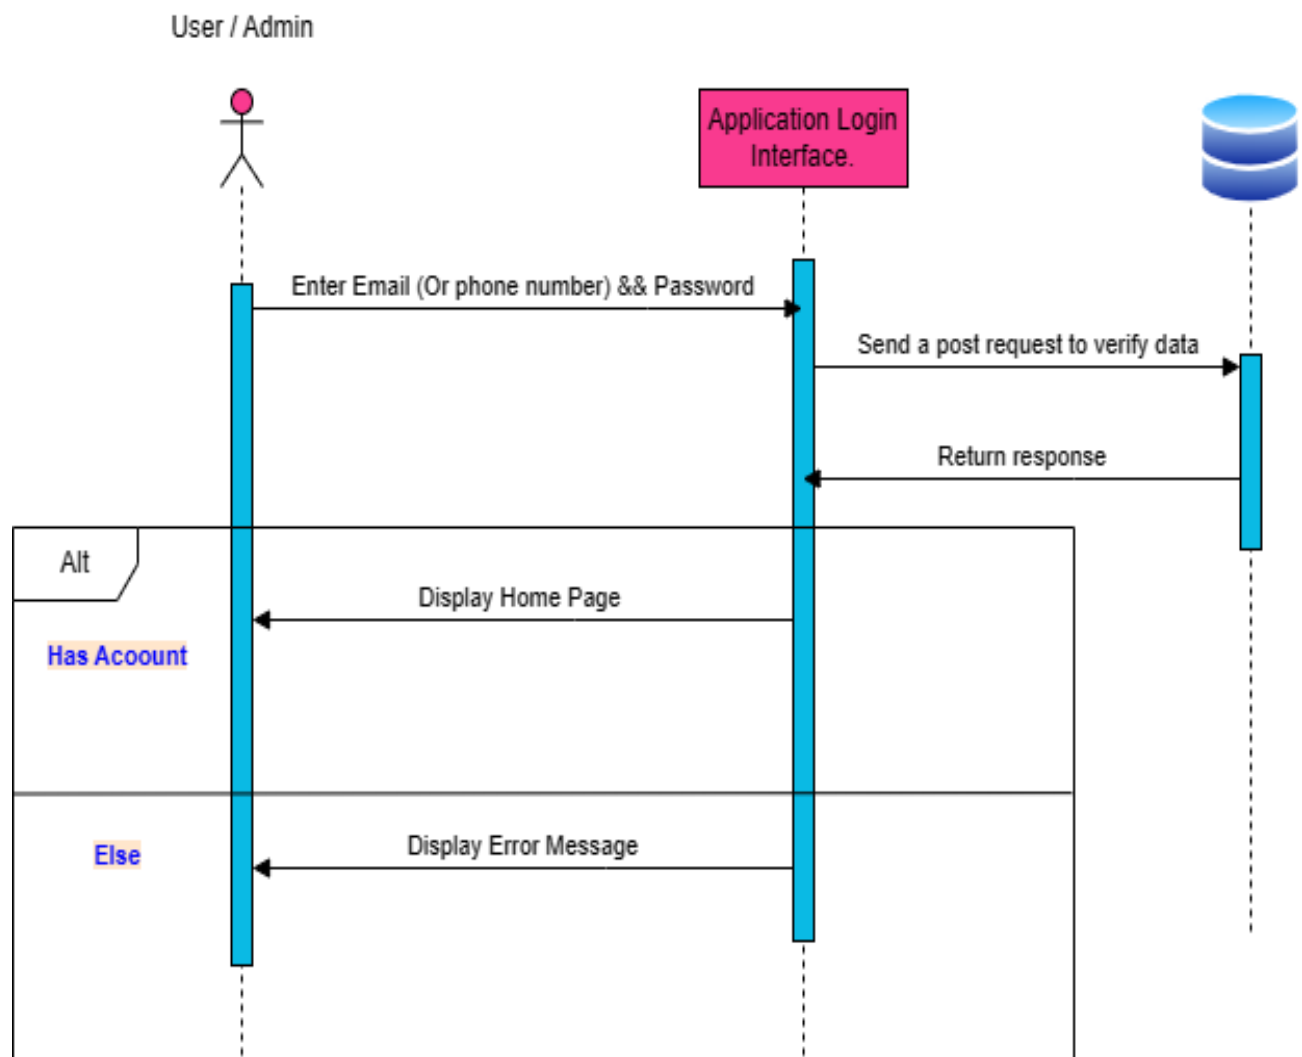 User / Admin
Application Login
Interface.
Enter Email (Or phone number) && Password
Send a post request to verify data
Return response
Alt
Display Home Page
Has Acoount
Display Error Message
Else